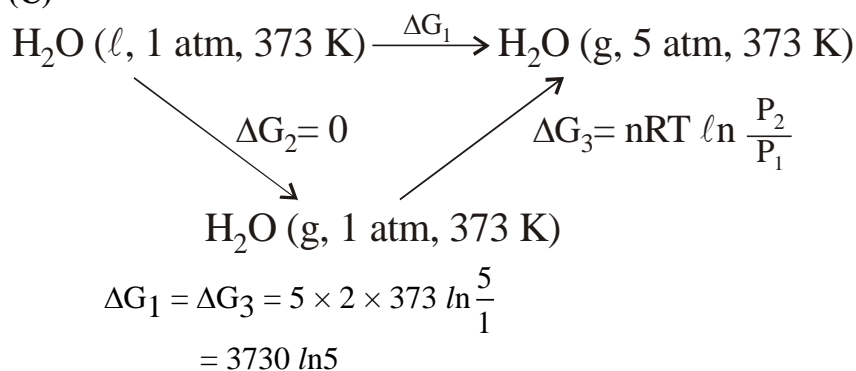 (C)
H₂O (ℓ, 1 atm, 373 K) ⟶ΔG₁ H₂O (g, 5 atm, 373 K)
ΔG₂= 0
ΔG₃= nRT ℓn P₂/P₁
H₂O (g, 1 atm, 373 K)
ΔG1 = ΔG3 = 5 × 2 × 373 ln 5/1
= 3730 ln5